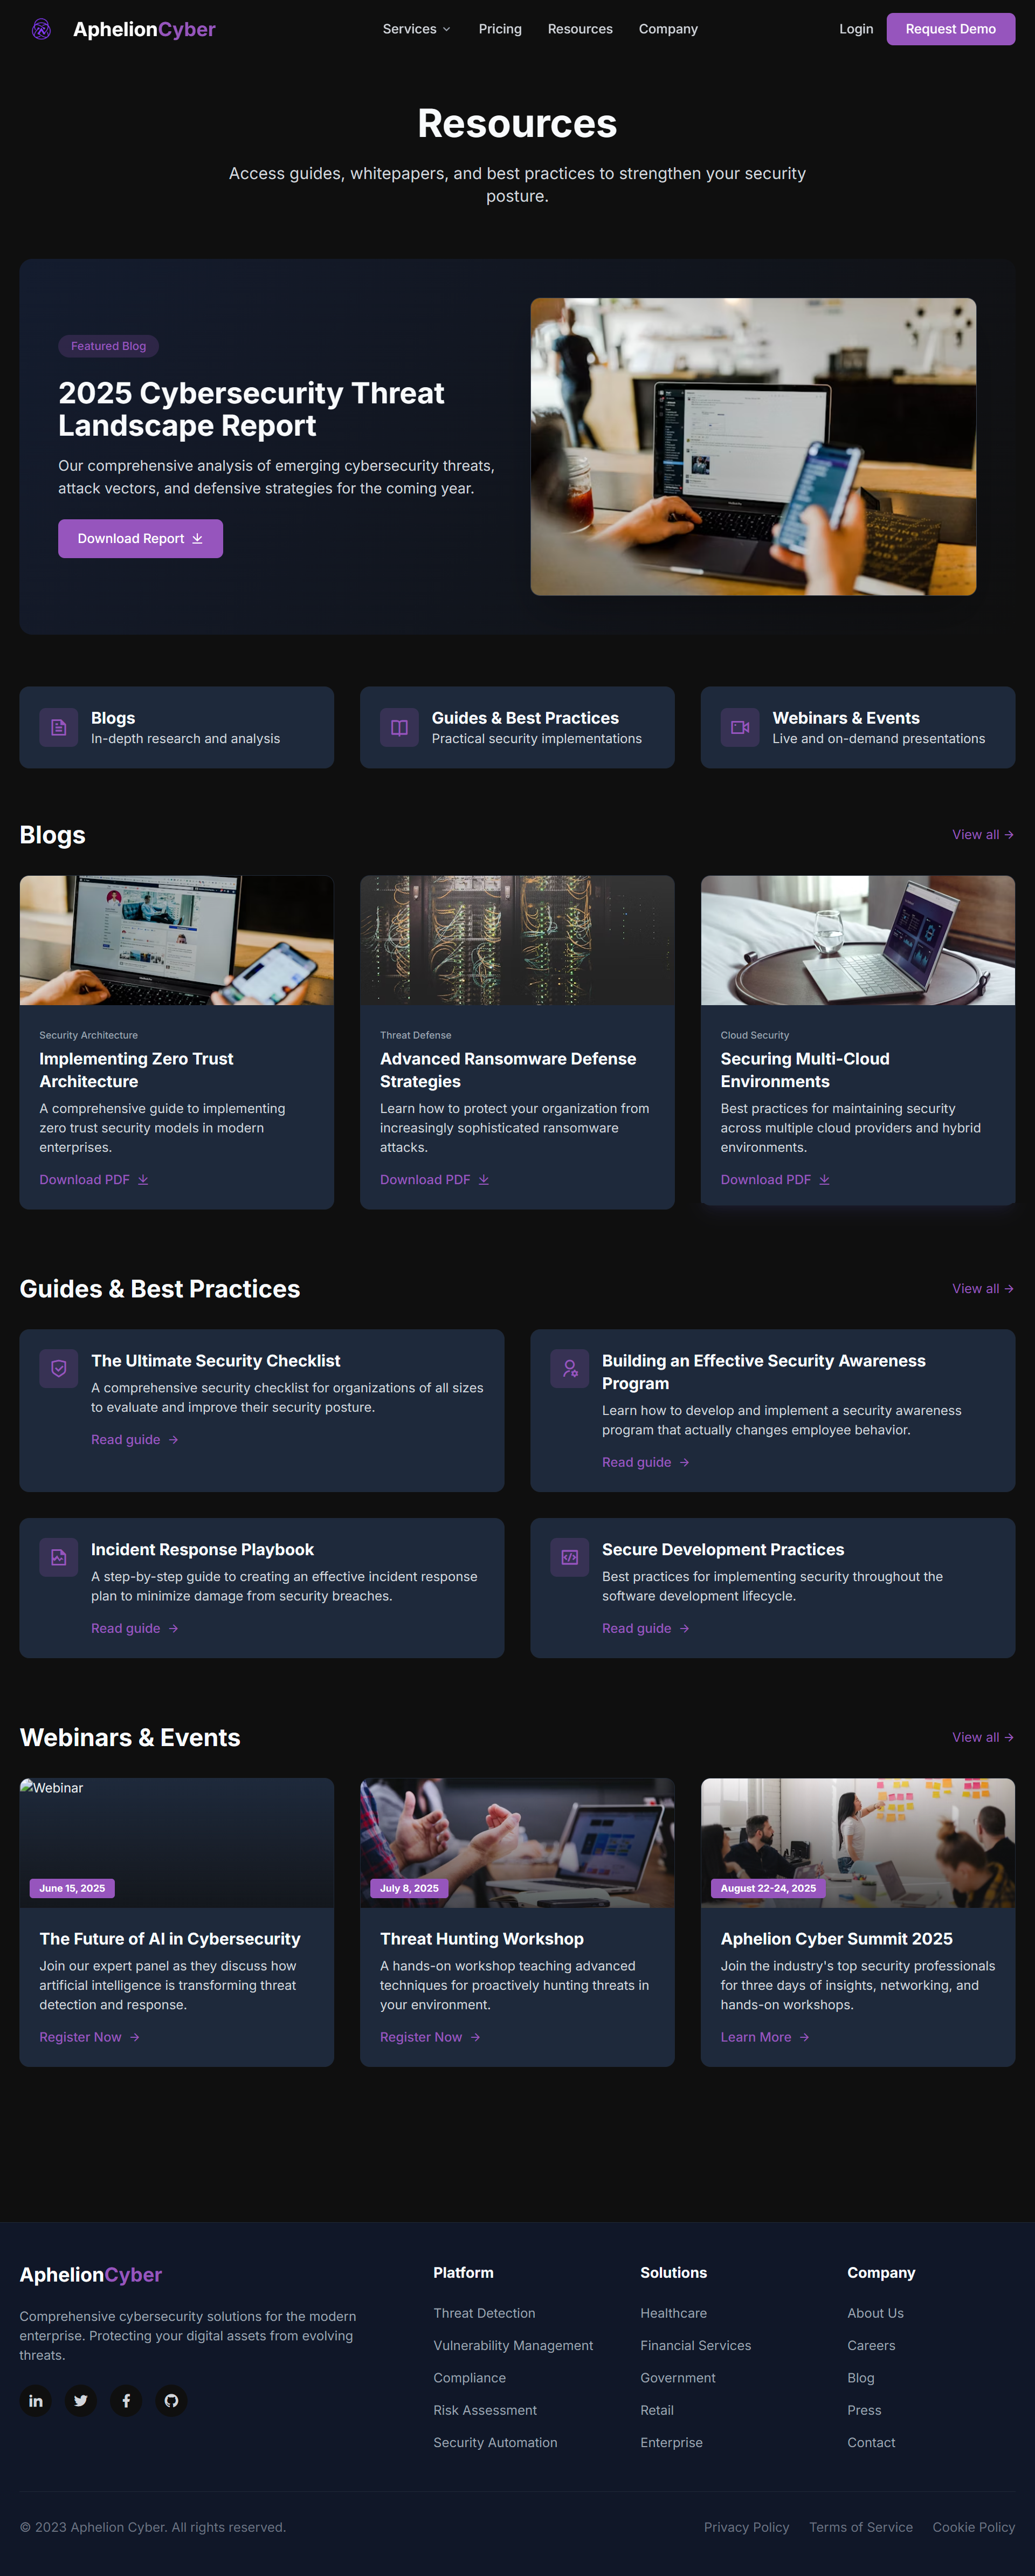 AphelionCyber
Services
Pricing
Resources
Company
Login
Request Demo
Resources
Access guides, whitepapers, and best practices to strengthen your security
posture.
Featured Blog
2025 Cybersecurity Threat
Landscape Report
Our comprehensive analysis of emerging cybersecurity threats,
attack vectors, and defensive strategies for the coming year.
Download Report
Blogs
In-depth research and analysis
Guides & Best Practices
Practical security implementations
Webinars & Events
Live and on-demand presentations
Blogs
View all →
Security Architecture
Implementing Zero Trust
Architecture
A comprehensive guide to implementing
zero trust security models in modern
enterprises.
Download PDF
Threat Defense
Advanced Ransomware Defense
Strategies
Learn how to protect your organization from
increasingly sophisticated ransomware
attacks.
Download PDF
Cloud Security
Securing Multi-Cloud
Environments
Best practices for maintaining security
across multiple cloud providers and hybrid
environments.
Download PDF
Guides & Best Practices
View all →
The Ultimate Security Checklist
A comprehensive security checklist for organizations of all sizes
to evaluate and improve their security posture.
Read guide →
Building an Effective Security Awareness
Program
Learn how to develop and implement a security awareness
program that actually changes employee behavior.
Read guide →
Incident Response Playbook
A step-by-step guide to creating an effective incident response
plan to minimize damage from security breaches.
Read guide →
Secure Development Practices
Best practices for implementing security throughout the
software development lifecycle.
Read guide →
Webinars & Events
View all →
Webinar
June 15, 2025
The Future of AI in Cybersecurity
Join our expert panel as they discuss how
artificial intelligence is transforming threat
detection and response.
Register Now →
July 8, 2025
Threat Hunting Workshop
A hands-on workshop teaching advanced
techniques for proactively hunting threats in
your environment.
Register Now →
August 22-24, 2025
Aphelion Cyber Summit 2025
Join the industry's top security professionals
for three days of insights, networking, and
hands-on workshops.
Learn More →
AphelionCyber
Comprehensive cybersecurity solutions for the modern
enterprise. Protecting your digital assets from evolving
threats.
Platform
Threat Detection
Vulnerability Management
Compliance
Risk Assessment
Security Automation
Solutions
Healthcare
Financial Services
Government
Retail
Enterprise
Company
About Us
Careers
Blog
Press
Contact
© 2023 Aphelion Cyber. All rights reserved.
Privacy Policy
Terms of Service
Cookie Policy